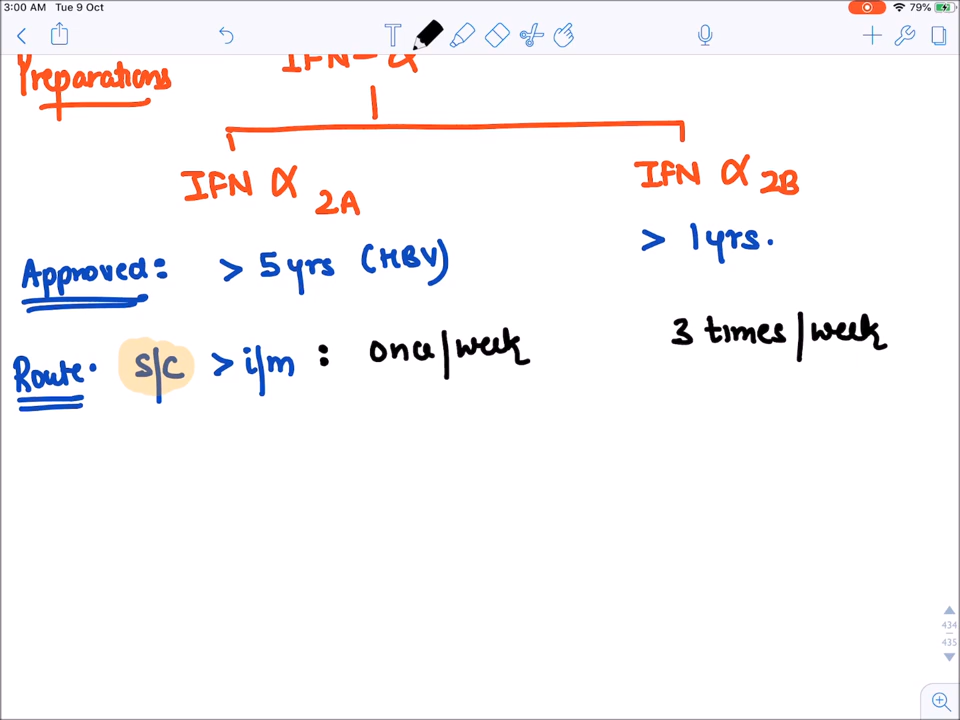 3:00 AM Tue 9 Oct 79%
IFN-α
Preparations
IFN α 2A IFN α 2B
Approved: > 5 yrs (HBV) > 1 yrs.
Route. S/C > i/m : once/week 3 times/week
434
435